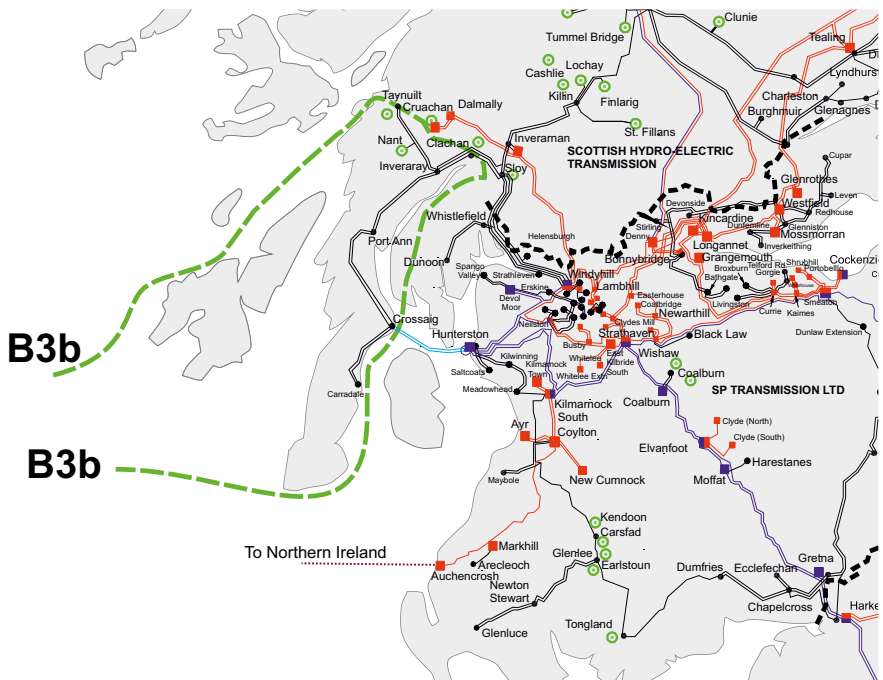 Clunie
Tummel Bridge
Tealing
Lochay
Cashlie
Lyndhurst
Killin
Finlarig
Taynuilt
Charleston
Cruachan
Dalmally
Burghmuir
Glenagnes
St. Fillans
Nant
Clachan
Inverarnan
SCOTTISH HYDRO-ELECTRIC
TRANSMISSION
Cupar
Inveraray
Sloy
Glenrothes
Devonside
Westfield
Leven
Whistlefield
Kincardine
Redhouse
Stirling
Dunfermline
Glenniston
Helensburgh
Denny
Mossmorran
Port Ann
Longannet
Inverkeithing
Bonnybridge
Grangemouth
Dunoon
Spango
Valley
Strathleven
Windyhill
Broxburn
Telford Rd
Shrubhill
Cockenzie
Bathgate
Gorgie
Portobello
Erskine
Lambhill
Devol
Moor
Easterhouse
Livingston
Smeaton
Coatbridge
Crossaig
Newarthill
Currie
Kaimes
B3b
Hunterston
Neilston
Clydes Mill
Strathaven
Dunlaw Extension
Busby
Black Law
Kilwinning
Whitelee
East
Kilbride
South
Wishaw
Saltcoats
Kilmarnock
Town
Whitelee Extn
Coalburn
Carradale
Meadowhead
SP TRANSMISSION LTD
Kilmarnock
South
Coalburn
Clyde (North)
Ayr
Coylton
Elvanfoot
Clyde (South)
B3b
Harestanes
Moffat
Maybole
New Cumnock
Kendoon
Carsfad
To Northern Ireland
Markhill
Glenlee
Gretna
Arecleoch
Earlstoun
Auchencrosh
Dumfries
Ecclefechan
Newton
Stewart
Chapelcross
Harke
Glenluce
Tongland